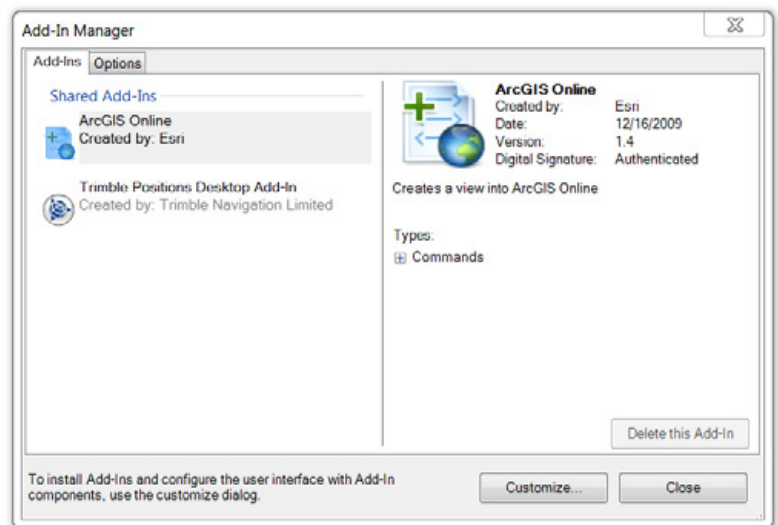 Add-In Manager
Add-Ins
Options
Shared Add-Ins
ArcGIS Online
Created by: Esri
Trimble Positions Desktop Add-In
Created by: Trimble Navigation Limited
ArcGIS Online
Created by: Esri
Date: 12/16/2009
Version: 1.4
Digital Signature: Authenticated
Creates a view into ArcGIS Online
Types:
Commands
Delete this Add-In
To install Add-Ins and configure the user interface with Add-In
components, use the customize dialog.
Customize...
Close